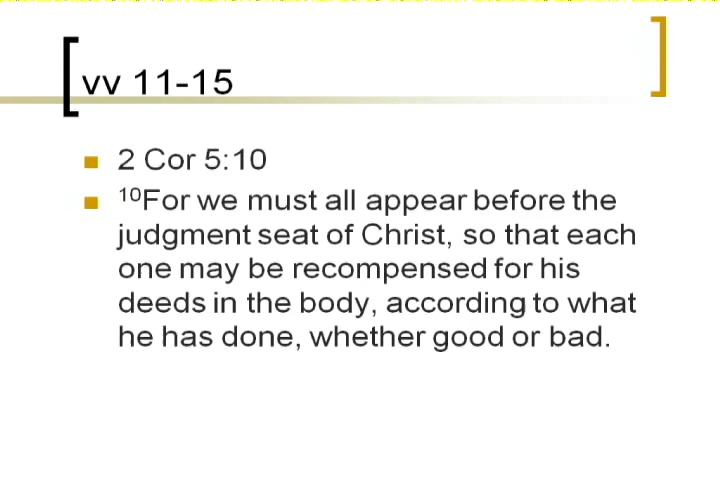 vv 11-15
2 Cor 5:10
¹⁰For we must all appear before the
judgment seat of Christ, so that each
one may be recompensed for his
deeds in the body, according to what
he has done, whether good or bad.